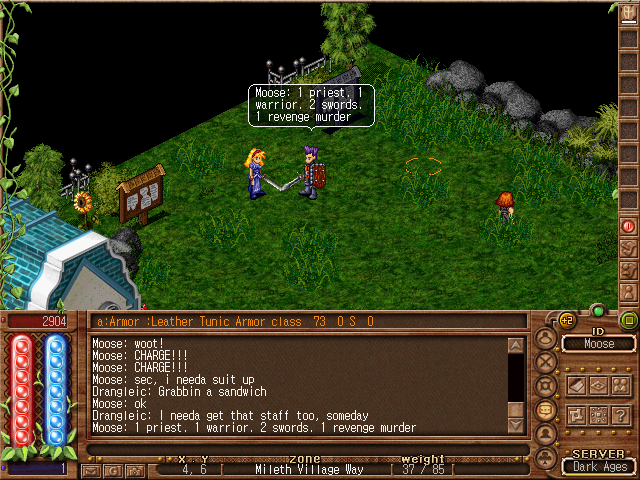 Moose: 1 priest. 1
warrior. 2 swords.
1 revenge murder
2904
a:Armor :Leather Tunic Armor class 73 0 S 0
+2
ID
Moose
Moose: woot!
Moose: CHARGE!!!
Moose: CHARGE!!!
Moose: sec, i needa suit up
Drangleic: Grabbin a sandwich
Moose: ok
Drangleic: I needa get that staff too, someday
Moose: 1 priest. 1 warrior. 2 swords. 1 revenge murder
?
x y zone weight
1
G
4, 6 [ Mileth Village Way ] 37 / 85 [
SERVER
Dark Ages